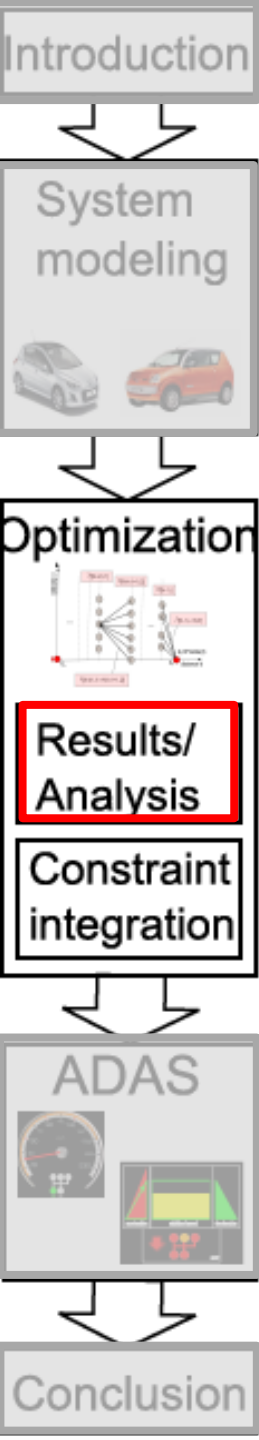 Introduction
System
modeling
Optimization
Results/
Analysis
Constraint
integration
ADAS
Conclusion